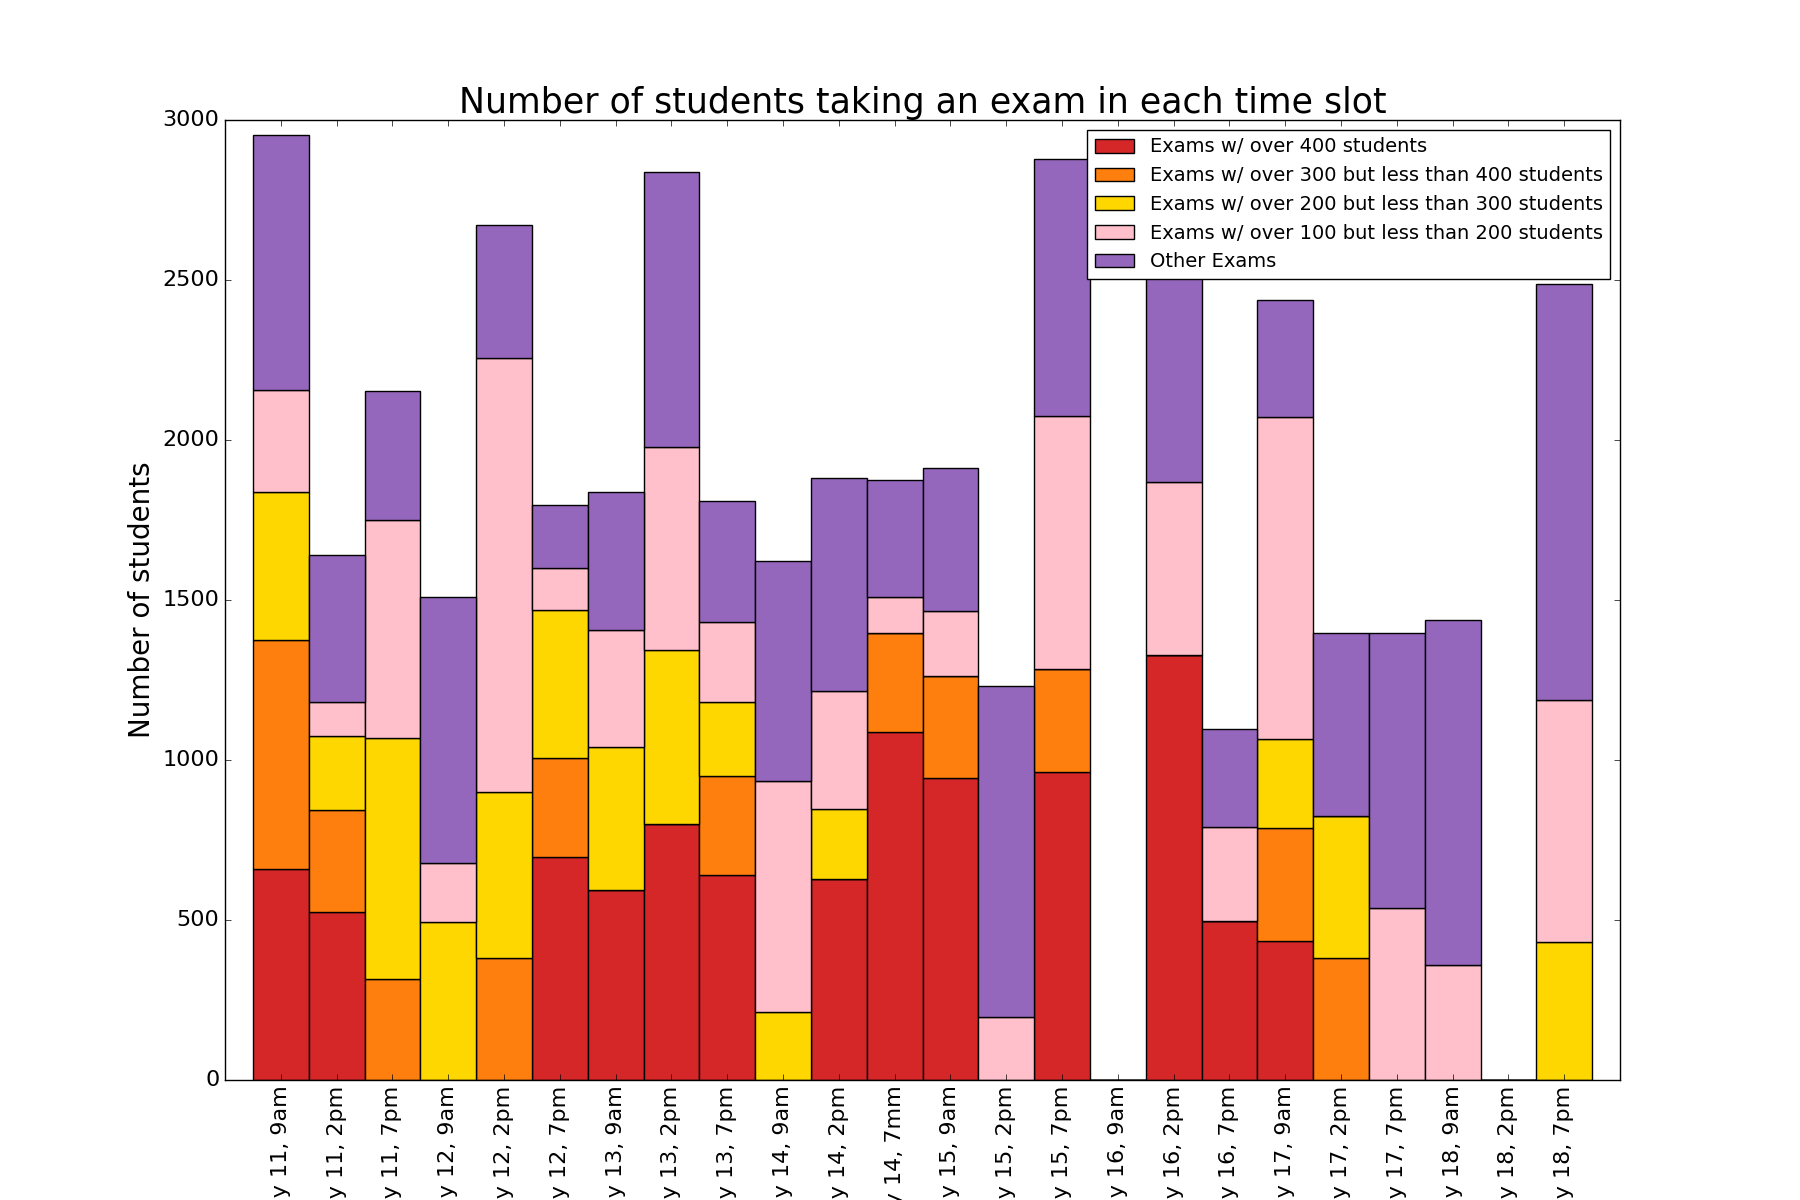 Number of students taking an exam in each time slot
Exams w/ over 400 students
Exams w/ over 300 but less than 400 students
Exams w/ over 200 but less than 300 students
Exams w/ over 100 but less than 200 students
Other Exams
Number of students
3000
2500
2000
1500
1000
500
0
y 11, 9am
y 11, 2pm
y 11, 7pm
y 12, 9am
y 12, 2pm
y 12, 7pm
y 13, 9am
y 13, 2pm
y 13, 7pm
y 14, 9am
y 14, 2pm
y 14, 7mm
y 15, 9am
y 15, 2pm
y 15, 7pm
y 16, 9am
y 16, 2pm
y 16, 7pm
y 17, 9am
y 17, 2pm
y 17, 7pm
y 18, 9am
y 18, 2pm
y 18, 7pm